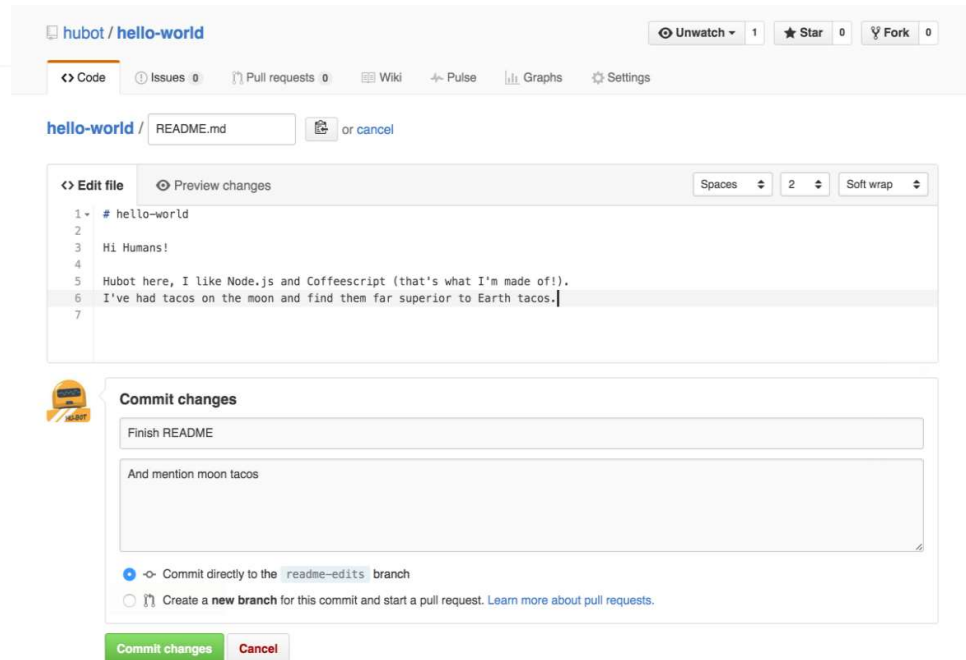 hubot / hello-world
Unwatch 1 Star 0 Fork 0
Code Issues 0 Pull requests 0 Wiki Pulse Graphs Settings
hello-world / README.md or cancel
<> Edit file Preview changes Spaces 2 Soft wrap
1 # hello-world
2
3 Hi Humans!
4
5 Hubot here, I like Node.js and Coffeescript (that's what I'm made of!).
6 I've had tacos on the moon and find them far superior to Earth tacos.
7
HU-BOT
Commit changes
Finish README
And mention moon tacos
Commit directly to the readme-edits branch
Create a new branch for this commit and start a pull request. Learn more about pull requests.
Commit changes Cancel